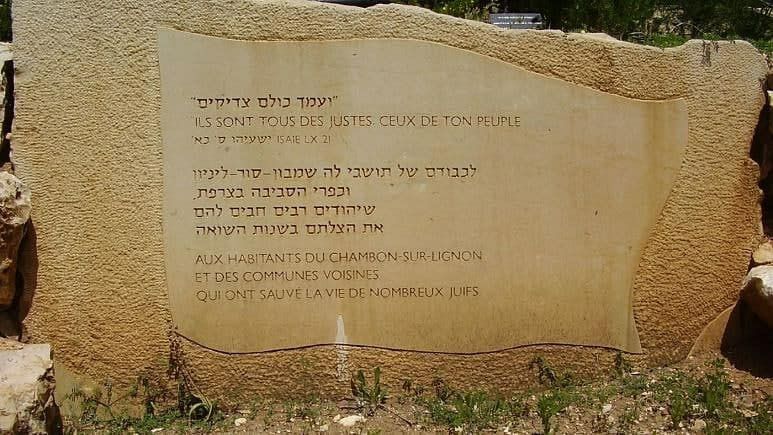 "ועמך כולם צדיקים"
ILS SONT TOUS DES JUSTES CEUX DE TON PEUPLE
ישעיהו ס' כא' ISAIE LX 21
לכבודם של תושבי לה שמבון-סור-ליניון
וכפרי הסביבה בצרפת,
שיהודים רבים חבים להם
את הצלתם בשנות השואה
AUX HABITANTS DU CHAMBON-SUR-LIGNON
ET DES COMMUNES VOISINES
QUI ONT SAUVÉ LA VIE DE NOMBREUX JUIFS